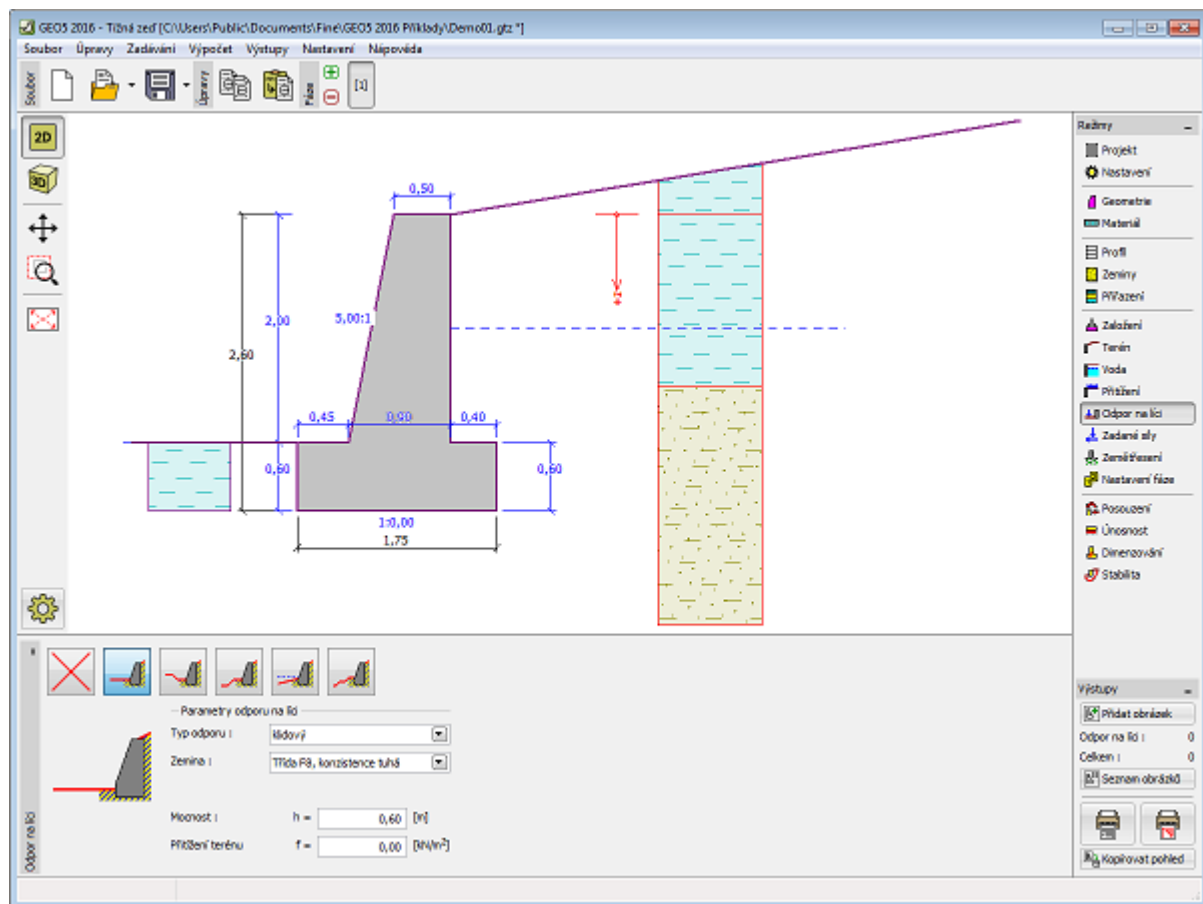 GEO5 2016 - Tížná zeď [C:\Users\Public\Documents\Fine\GEO5 2016 Příklady\Demo01.gtz *]
Soubor Úpravy Zadávání Výpočet Výstupy Nastavení Nápověda
Soubor
Úpravy
Fáze
[1]
2D
3D
0,50
2,00
5,00:1
2,60
0,45
0,90
0,40
0,60
0,60
1:0,00
1,75
+z
Režimy
Projekt
Nastavení
Geometrie
Materiál
Profil
Zeminy
Přiřazení
Založení
Terén
Voda
Přitížení
Odpor na líci
Zadané síly
Zemětřesení
Nastavení fáze
Posouzení
Únosnost
Dimenzování
Stabilita
Odpor na líci
Parametry odporu na líci
Typ odporu : klidový
Zemina : Třída F8, konzistence tuhá
Mocnost : h = 0,60 [m]
Přitížení terénu f = 0,00 [kN/m²]
Výstupy
Přidat obrázek
Odpor na líci : 0
Celkem : 0
Seznam obrázků
Kopírovat pohled